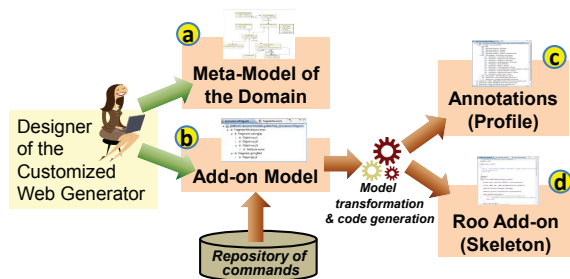 a
Meta-Model of
the Domain
Designer
of the
Customized
Web Generator
b
Add-on Model
Repository of
commands
Model
transformation
& code generation
c
Annotations
(Profile)
d
Roo Add-on
(Skeleton)